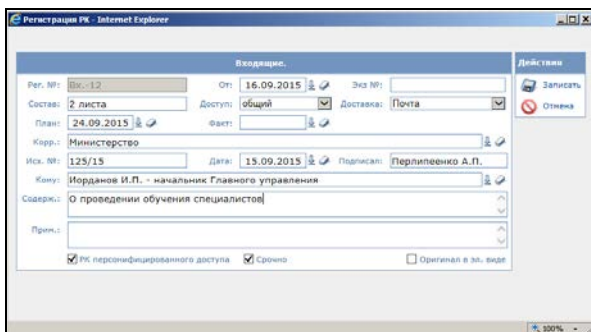 Регистрация РК - Internet Explorer
Входящие.
Действия
Рег. №: Вх.-12 От: 16.09.2015 Экз №: Записать
Состав: 2 листа Доступ: общий Доставка: Почта Отмена
План: 24.09.2015 Факт:
Корр.: Министерство
Исх. №: 125/15 Дата: 15.09.2015 Подписал: Перлипеенко А.П.
Кому: Иорданов И.П. - начальник Главного управления
Содерж.: О проведении обучения специалистов
Прим.:
РК персонифицированного доступа Срочно Оригинал в эл. виде
100%